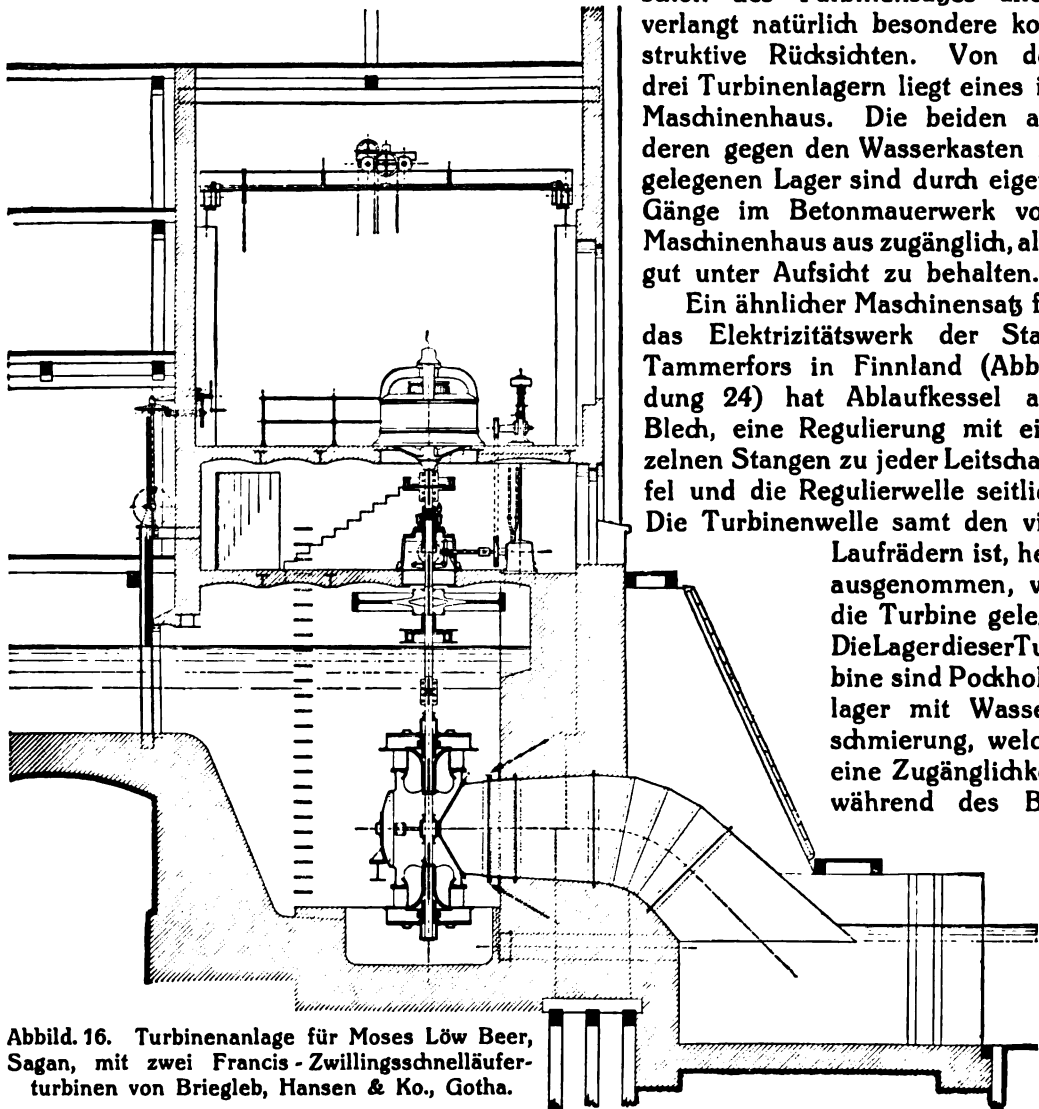 des Turbinensatzes
verlangt natürlich besondere ko
struktive Rücksichten. Von d
drei Turbinenlagern liegt eines i
Maschinenhaus. Die beiden a
deren gegen den Wasserkasten
gelegenen Lager sind durch eige
Gänge im Betonmauerwerk vo
Maschinenhaus aus zugänglich, al
gut unter Aufsicht zu behalten.
Ein ähnlicher Maschinensatz f
das Elektrizitätswerk der Sta
Tammerfors in Finnland (Abb
dung 24) hat Ablaufkessel a
Blech, eine Regulierung mit ei
zelnen Stangen zu jeder Leitscha
fel und die Regulierwelle seitlic
Die Turbinenwelle samt den vi
Laufrädern ist, he
ausgenommen, v
die Turbine gele
Die Lager dieser Tu
bine sind Pockhol
lager mit Wasse
schmierung, welc
eine Zugänglichke
während des B
Abbild. 16. Turbinenanlage für Moses Löw Beer,
Sagan, mit zwei Francis-Zwillingsschnelläufer-
turbinen von Briegleb, Hansen & Ko., Gotha.